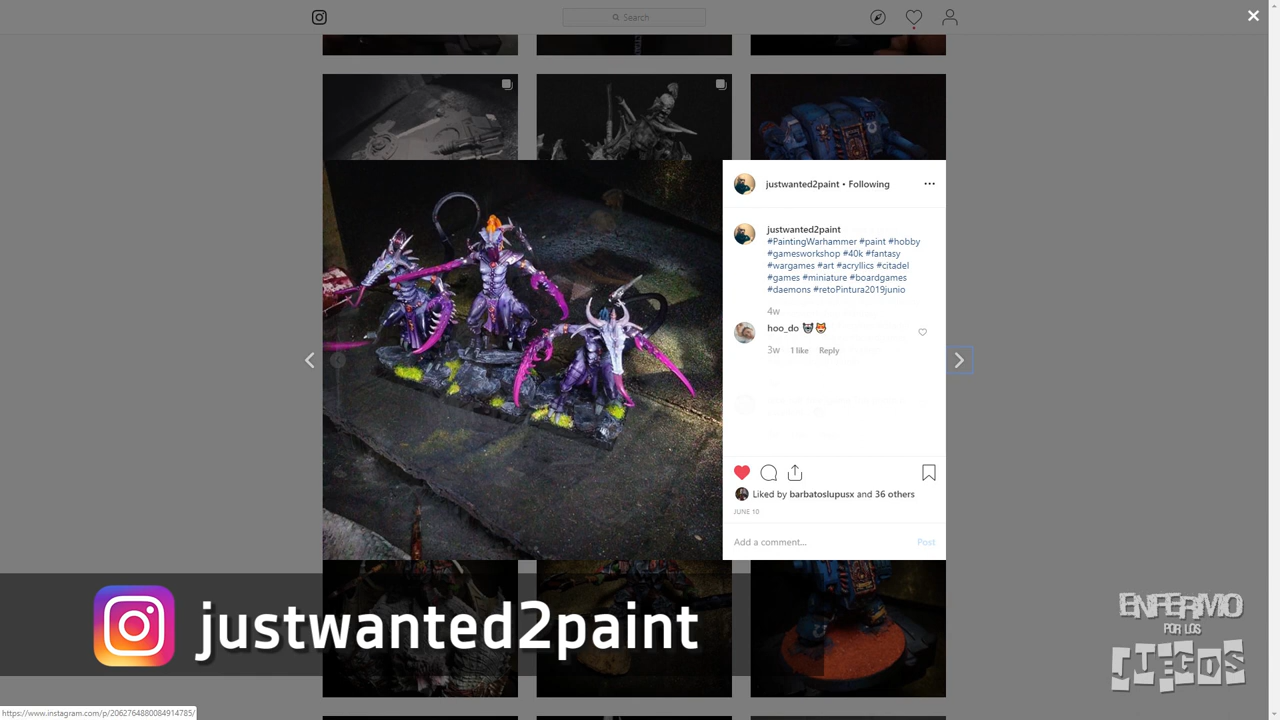 Search
justwanted2paint • Following
justwanted2paint
#PaintingWarhammer #paint #hobby
#gamesworkshop #40k #fantasy
#wargames #art #acryllics #citadel
#games #miniature #boardgames
#daemons #retoPintura2019junio
4w
hoo_do
3w 1 like Reply
Liked by barbatoslupusx and 36 others
JUNE 10
Add a comment... Post
justwanted2paint
ENFERMO
POR LOS
JUEGOS
https://www.instagram.com/p/2062764880084914785/